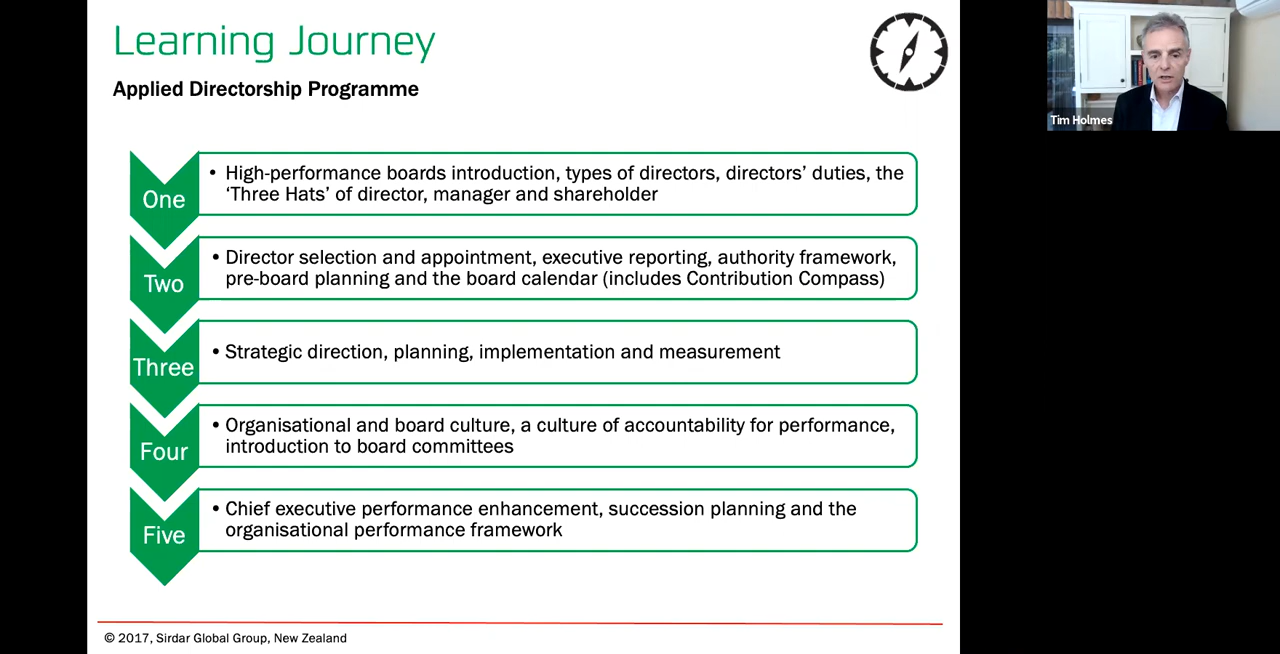 Learning Journey
Applied Directorship Programme
Tim Holmes
One
• High-performance boards introduction, types of directors, directors’ duties, the
‘Three Hats’ of director, manager and shareholder
Two
• Director selection and appointment, executive reporting, authority framework,
pre-board planning and the board calendar (includes Contribution Compass)
Three
• Strategic direction, planning, implementation and measurement
Four
• Organisational and board culture, a culture of accountability for performance,
introduction to board committees
Five
• Chief executive performance enhancement, succession planning and the
organisational performance framework
© 2017, Sirdar Global Group, New Zealand